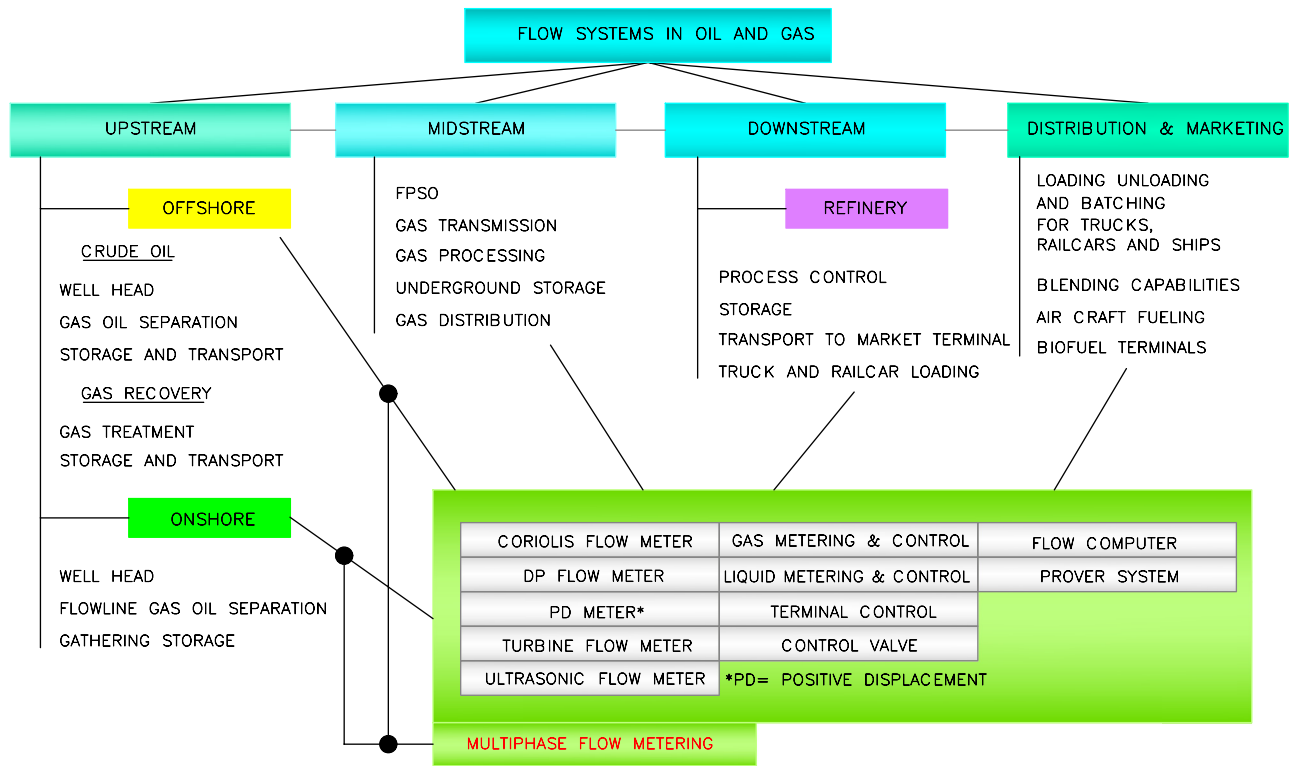 FLOW SYSTEMS IN OIL AND GAS
UPSTREAM
MIDSTREAM
DOWNSTREAM
DISTRIBUTION & MARKETING
OFFSHORE
CRUDE OIL
WELL HEAD
GAS OIL SEPARATION
STORAGE AND TRANSPORT
GAS RECOVERY
GAS TREATMENT
STORAGE AND TRANSPORT
ONSHORE
WELL HEAD
FLOWLINE GAS OIL SEPARATION
GATHERING STORAGE
FPSO
GAS TRANSMISSION
GAS PROCESSING
UNDERGROUND STORAGE
GAS DISTRIBUTION
REFINERY
PROCESS CONTROL
STORAGE
TRANSPORT TO MARKET TERMINAL
TRUCK AND RAILCAR LOADING
LOADING UNLOADING
AND BATCHING
FOR TRUCKS,
RAILCARS AND SHIPS
BLENDING CAPABILITIES
AIR CRAFT FUELING
BIOFUEL TERMINALS
CORIOLIS FLOW METER
DP FLOW METER
PD METER*
TURBINE FLOW METER
ULTRASONIC FLOW METER
GAS METERING & CONTROL
LIQUID METERING & CONTROL
TERMINAL CONTROL
CONTROL VALVE
*PD= POSITIVE DISPLACEMENT
FLOW COMPUTER
PROVER SYSTEM
MULTIPHASE FLOW METERING